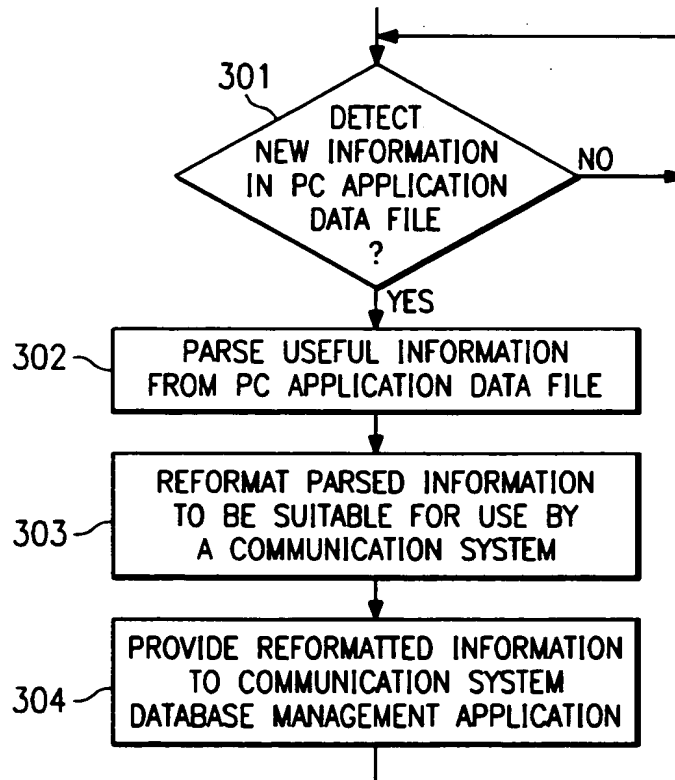 301
DETECT
NEW INFORMATION
IN PC APPLICATION
DATA FILE
?
NO
YES
302
PARSE USEFUL INFORMATION
FROM PC APPLICATION DATA FILE
303
REFORMAT PARSED INFORMATION
TO BE SUITABLE FOR USE BY
A COMMUNICATION SYSTEM
304
PROVIDE REFORMATTED INFORMATION
TO COMMUNICATION SYSTEM
DATABASE MANAGEMENT APPLICATION